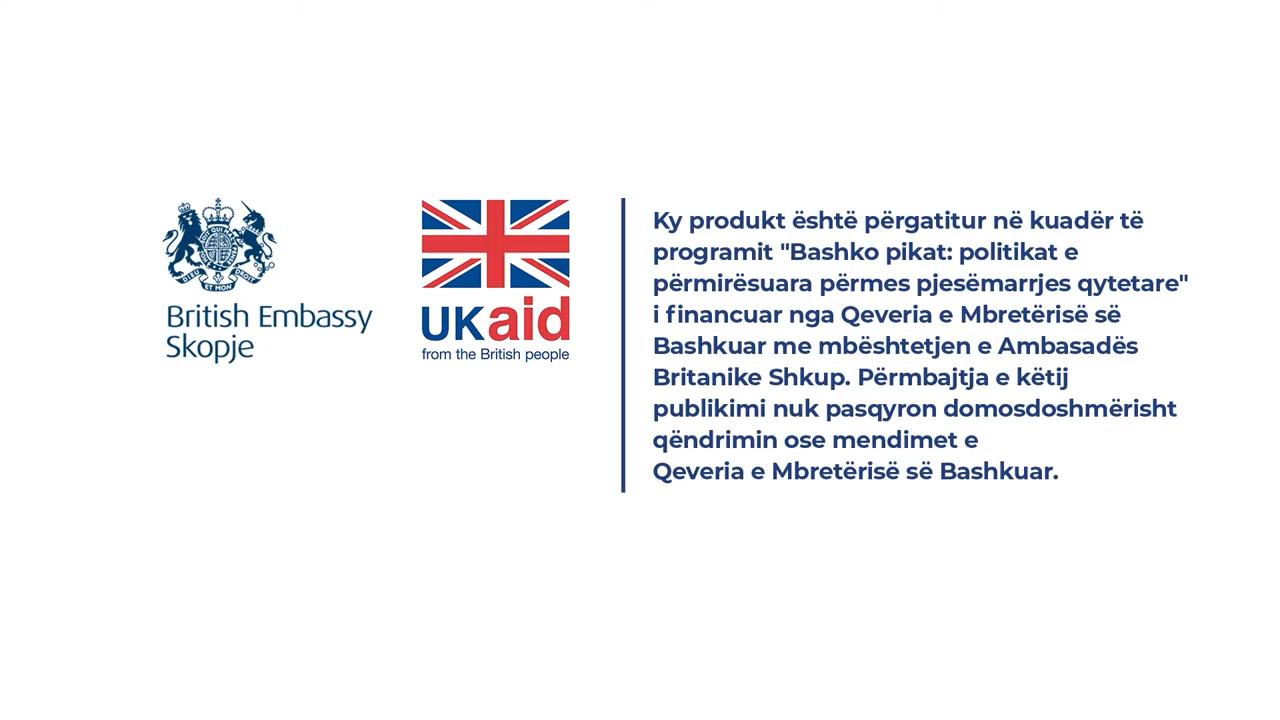 British Embassy
Skopje
UKaid
from the British people
Ky produkt është përgatitur në kuadër të
programit "Bashko pikat: politikat e
përmirësuara përmes pjesëmarrjes qytetare"
i financuar nga Qeveria e Mbretërisë së
Bashkuar me mbështetjen e Ambasadës
Britanike Shkup. Përmbajtja e këtij
publikimi nuk pasqyron domosdoshmërisht
qëndrimin ose mendimet e
Qeveria e Mbretërisë së Bashkuar.